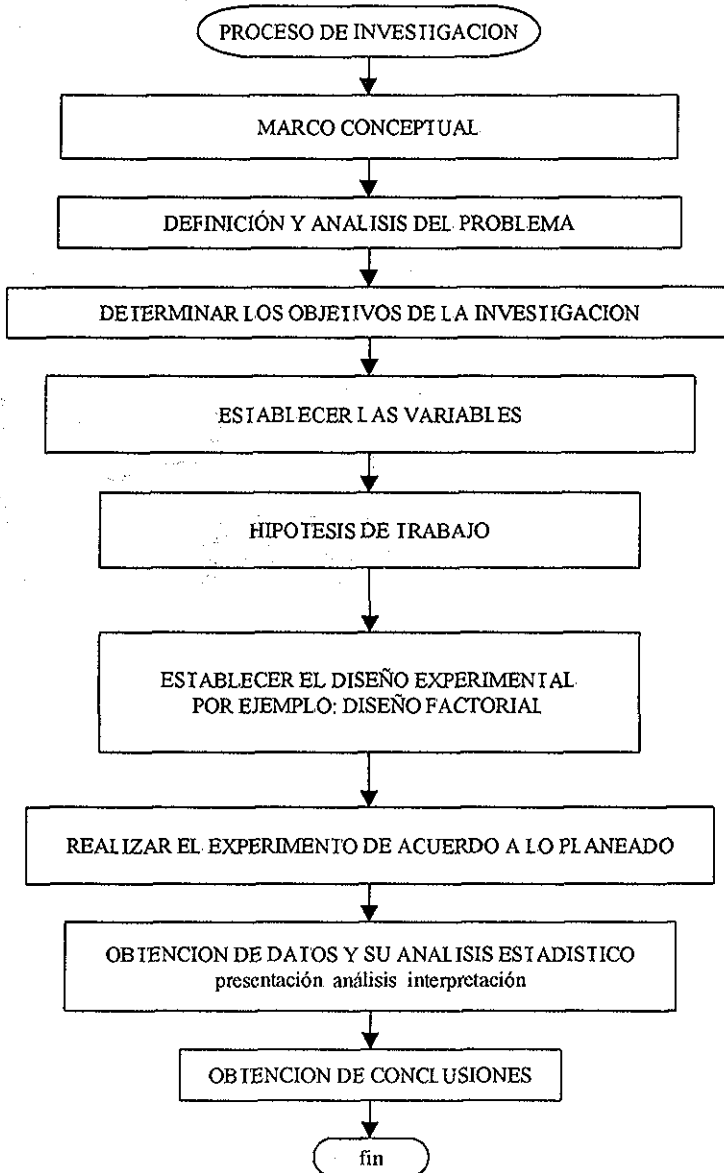 PROCESO DE INVESTIGACION
MARCO CONCEPTUAL
DEFINICIÓN Y ANALISIS DEL PROBLEMA
DETERMINAR LOS OBJETIVOS DE LA INVESTIGACION
ESTABLECER LAS VARIABLES
HIPOTESIS DE TRABAJO
ESTABLECER EL DISEÑO EXPERIMENTAL
POR EJEMPLO: DISEÑO FACTORIAL
REALIZAR EL EXPERIMENTO DE ACUERDO A LO PLANEADO
OBTENCION DE DATOS Y SU ANALISIS ESTADISTICO
presentación análisis interpretación
OBTENCION DE CONCLUSIONES
fin